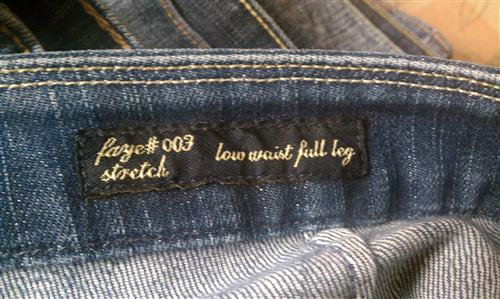 faye# 003
stretch
low waist full leg